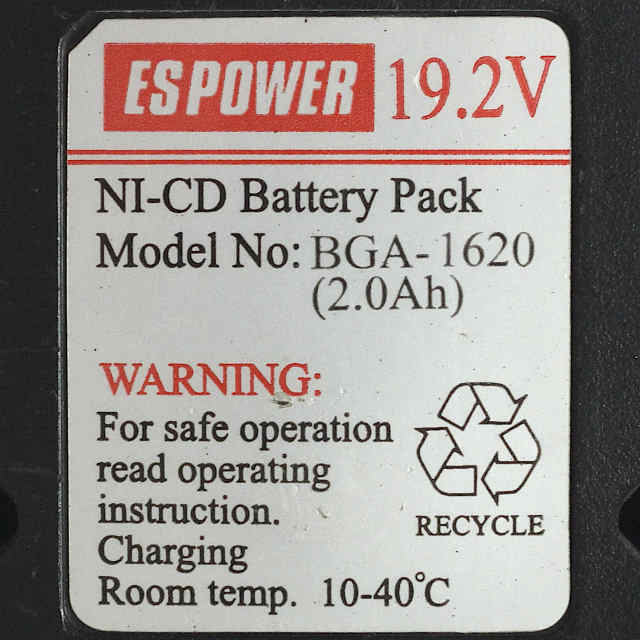 ESPOWER 19.2V
NI-CD Battery Pack
Model No: BGA-1620
(2.0Ah)
WARNING:
For safe operation
read operating
instruction.
Charging
Room temp. 10-40°C
RECYCLE